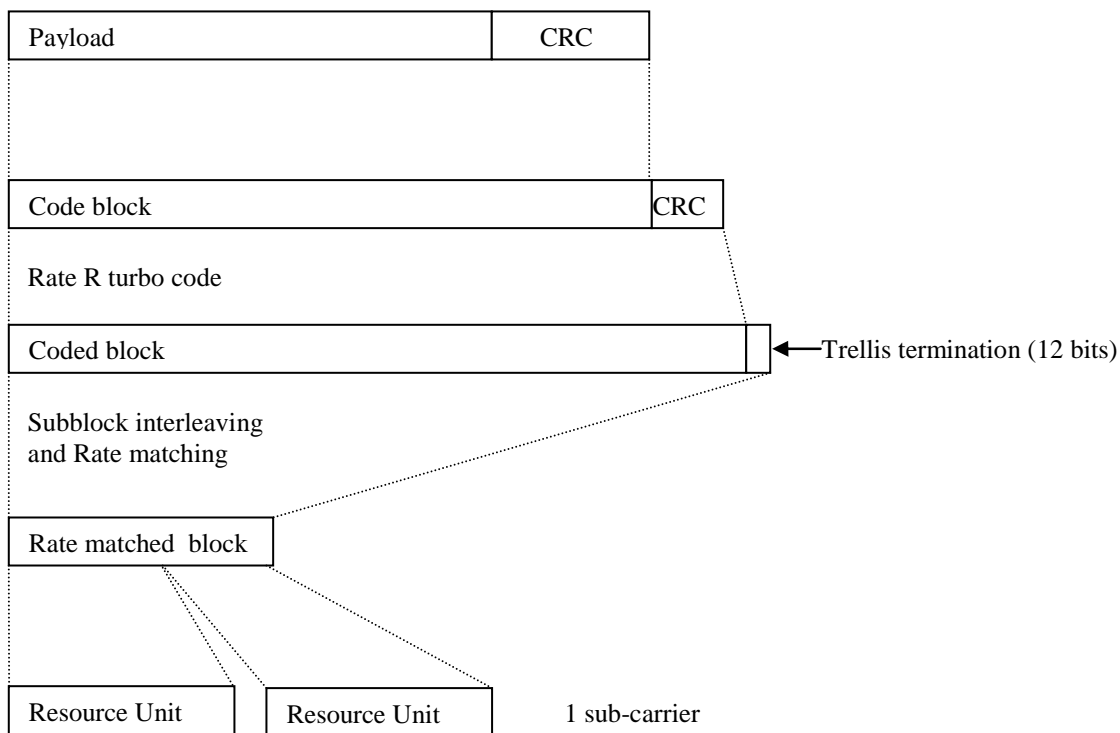 Payload CRC
Code block CRC
Rate R turbo code
Coded block
Trellis termination (12 bits)
Subblock interleaving
and Rate matching
Rate matched block
Resource Unit Resource Unit 1 sub-carrier